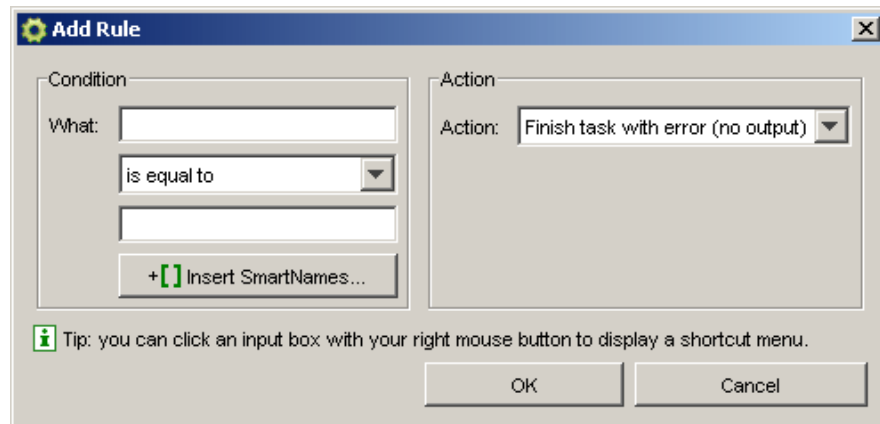 Add Rule
Condition
What:
is equal to
+[] Insert SmartNames...
Action
Action: Finish task with error (no output)
Tip: you can click an input box with your right mouse button to display a shortcut menu.
OK
Cancel